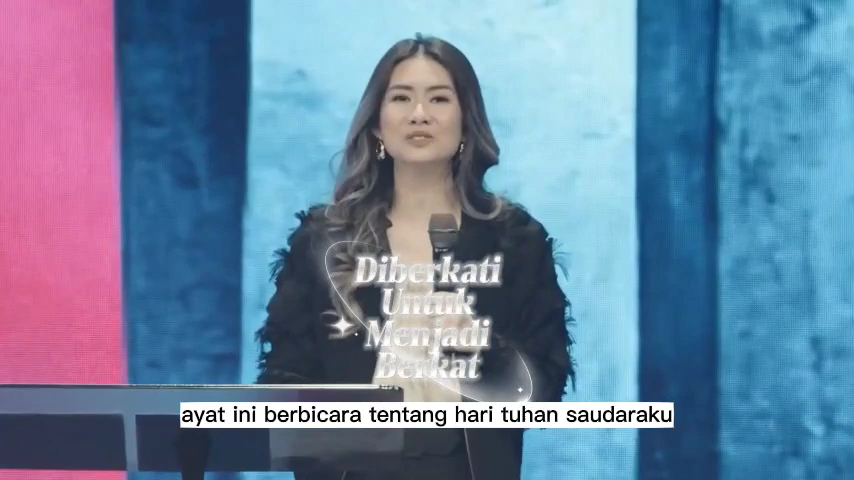 Diberkati
Untuk
Menjadi
Berkat
ayat ini berbicara tentang hari tuhan saudaraku